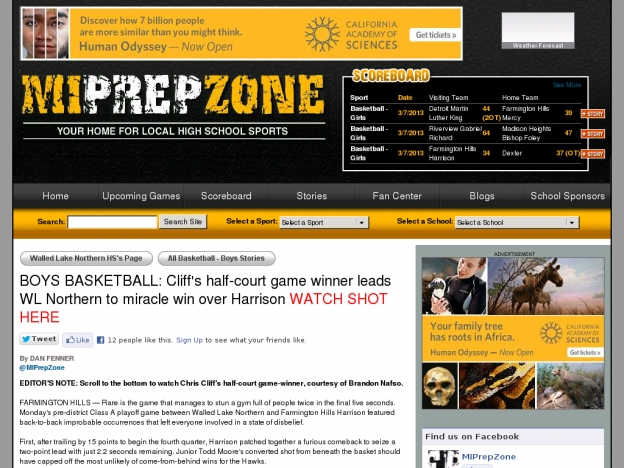 Discover how 7 billion people
are more similar than you might think.
Human Odyssey — Now Open
CALIFORNIA
ACADEMY OF
SCIENCES
Get tickets »
Weather Forecast
MIPREPZONE
YOUR HOME FOR LOCAL HIGH SCHOOL SPORTS
SCOREBOARD
See More
Sport Date Visiting Team Home Team
Basketball - Girls 3/7/2013 Detroit Martin Luther King 44 (2OT) Farmington Hills Mercy 39 STORY
Basketball - Girls 3/7/2013 Riverview Gabriel Richard 64 Madison Heights Bishop Foley 47 STORY
Basketball - Girls 3/7/2013 Farmington Hills Harrison 34 Dexter 37 (OT) STORY
Home Upcoming Games Scoreboard Stories Fan Center Blogs School Sponsors
Search: Search Site Select a Sport: Select a Sport Select a School: Select a School
Walled Lake Northern HS's Page All Basketball - Boys Stories
BOYS BASKETBALL: Cliff's half-court game winner leads
WL Northern to miracle win over Harrison WATCH SHOT
HERE
Tweet Like 12 people like this. Sign Up to see what your friends like.
By DAN FENNER
@MIPrepZone
EDITOR'S NOTE: Scroll to the bottom to watch Chris Cliff's half-court game-winner, courtesy of Brandon Nafso.
FARMINGTON HILLS — Rare is the game that manages to stun a gym full of people twice in the final five seconds.
Monday's pre-district Class A playoff game between Walled Lake Northern and Farmington Hills Harrison featured
back-to-back improbable occurrences that left everyone involved in a state of disbelief.
First, after trailing by 15 points to begin the fourth quarter, Harrison patched together a furious comeback to seize a
two-point lead with just 2.2 seconds remaining. Junior Todd Moore's converted shot from beneath the basket should
have capped off the most unlikely of come-from-behind wins for the Hawks.
ADVERTISEMENT
Your family tree
has roots in Africa.
Human Odyssey — Now Open
CALIFORNIA
ACADEMY OF
SCIENCES
Get tickets »
Find us on Facebook
MIPrepZone
Like